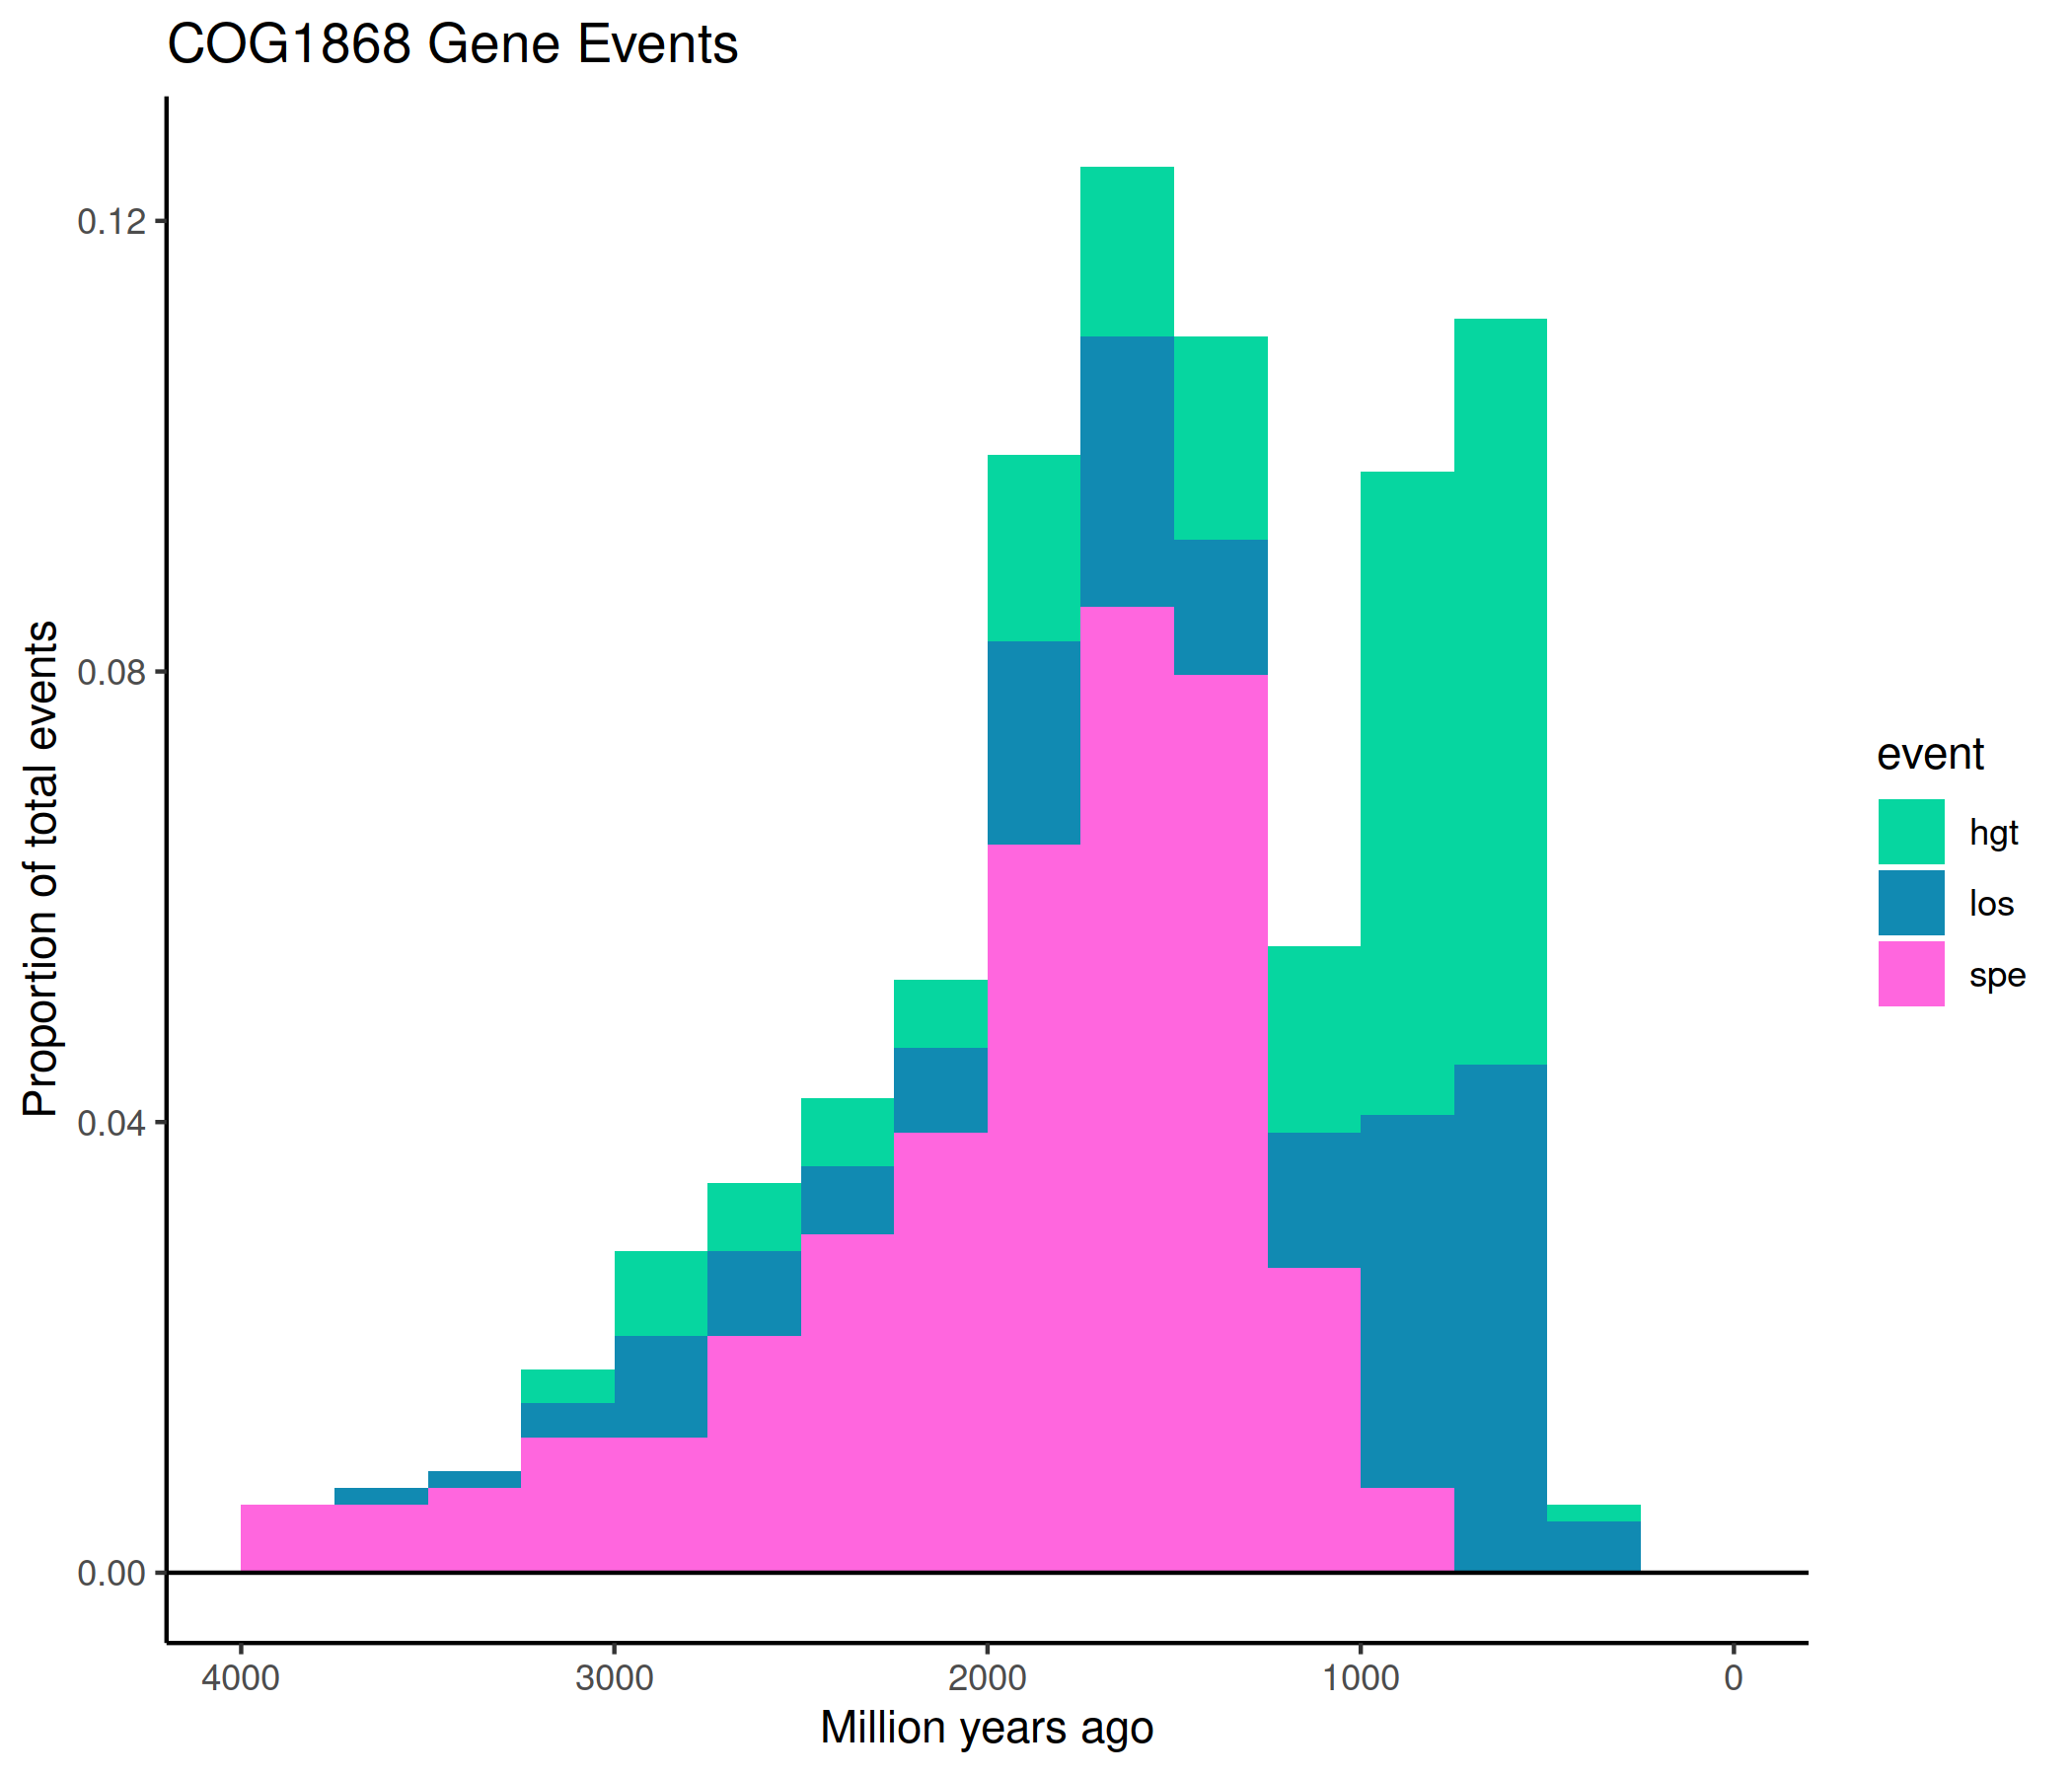 COG1868 Gene Events
Proportion of total events
0.12
0.08
0.04
0.00
4000 3000 2000 1000 0
Million years ago
event
hgt
los
spe